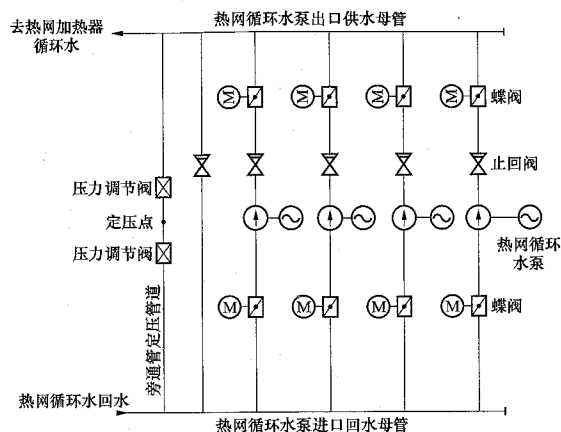 热网循环水泵出口供水母管
去热网加热器
循环水
M
M
M
M
蝶阀
止回阀
压力调节阀
定压点
热网循环
水泵
压力调节阀
M
M
M
M
蝶阀
旁通管定压管道
热网循环水回水
热网循环水泵进口回水母管